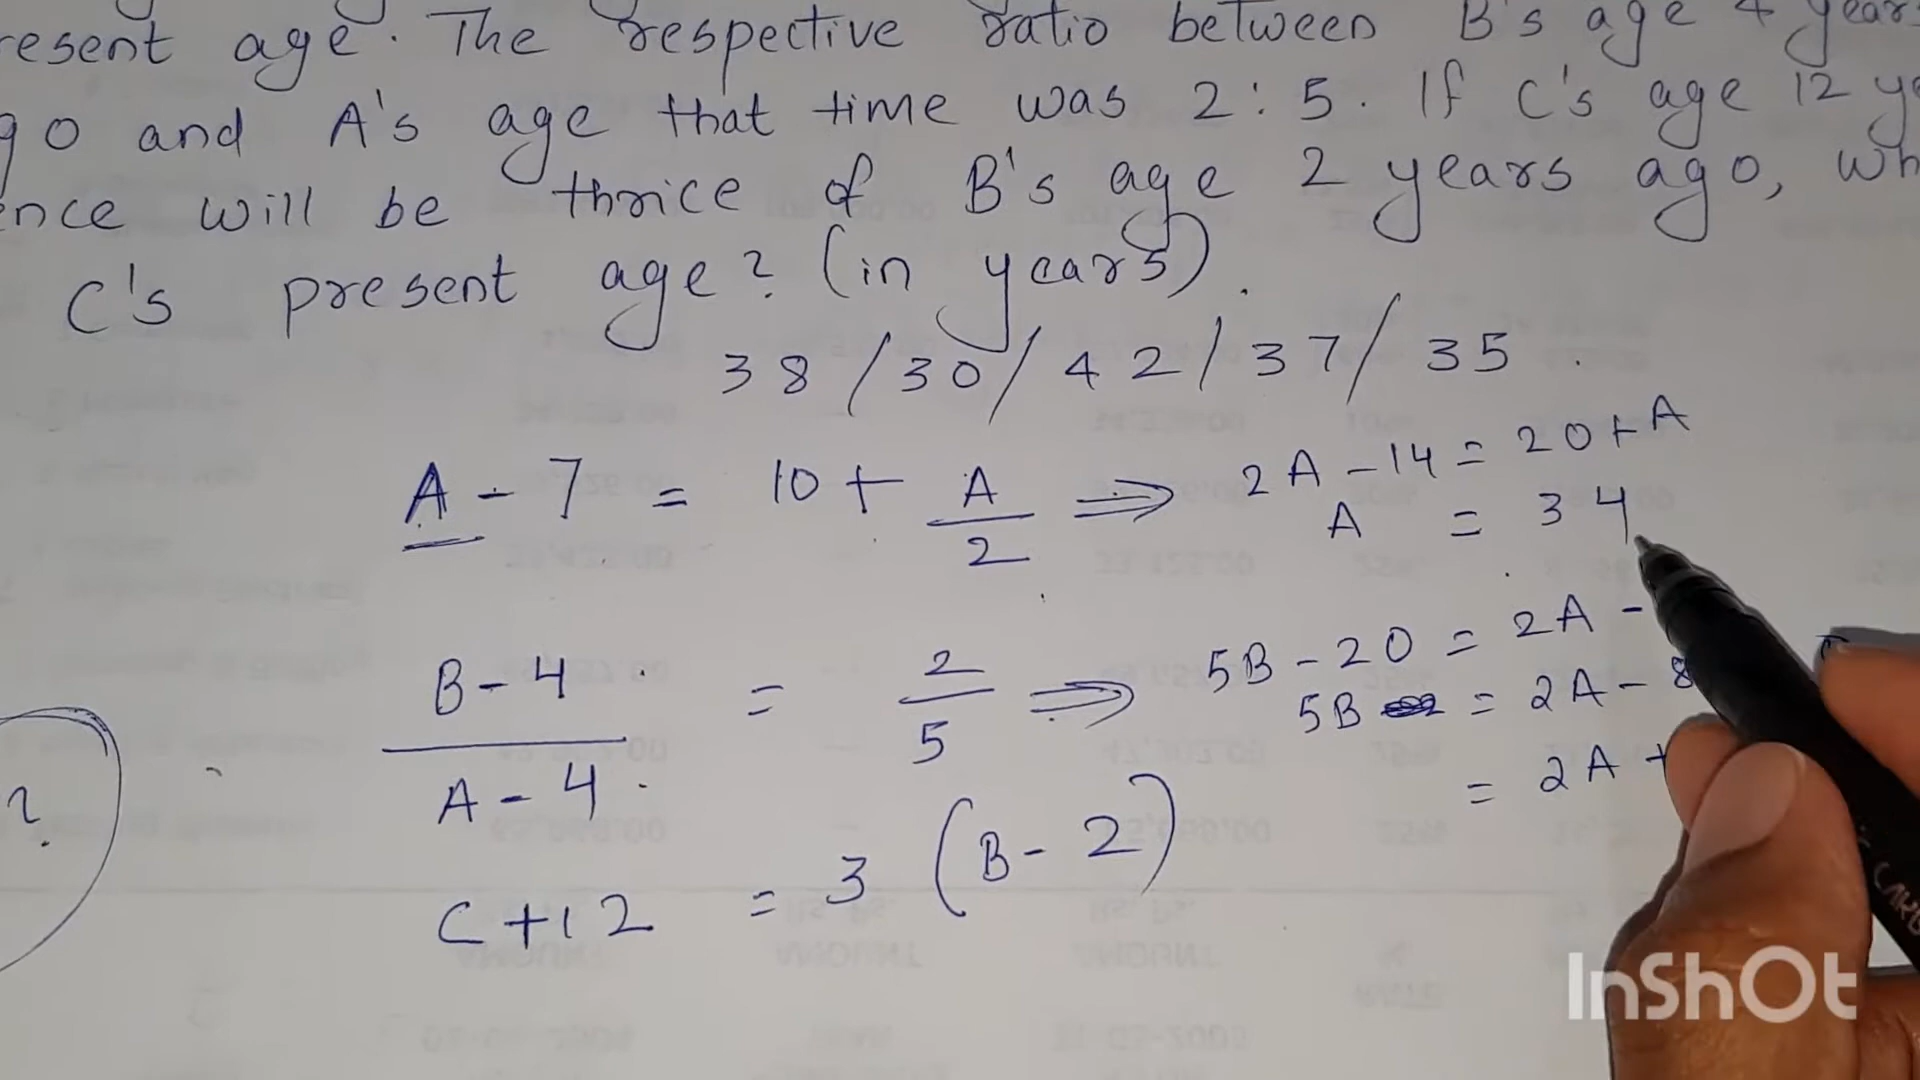 resent age. The respective ratio between B's age 4 years
go and A's age that time was 2:5. If C's age 12 ye
ence will be thrice of B's age 2 years ago, wh
C's present age? (in years).
38/30/42/37/35.
A - 7 = 10 + A/2 ⇒ 2A - 14 = 20 + A
A = 34
B - 4 / A - 4 = 2/5 ⇒ 5B - 20 = 2A -
5B = 2A - 8
= 2A +
?
C + 12 = 3 (B - 2)
InShOt